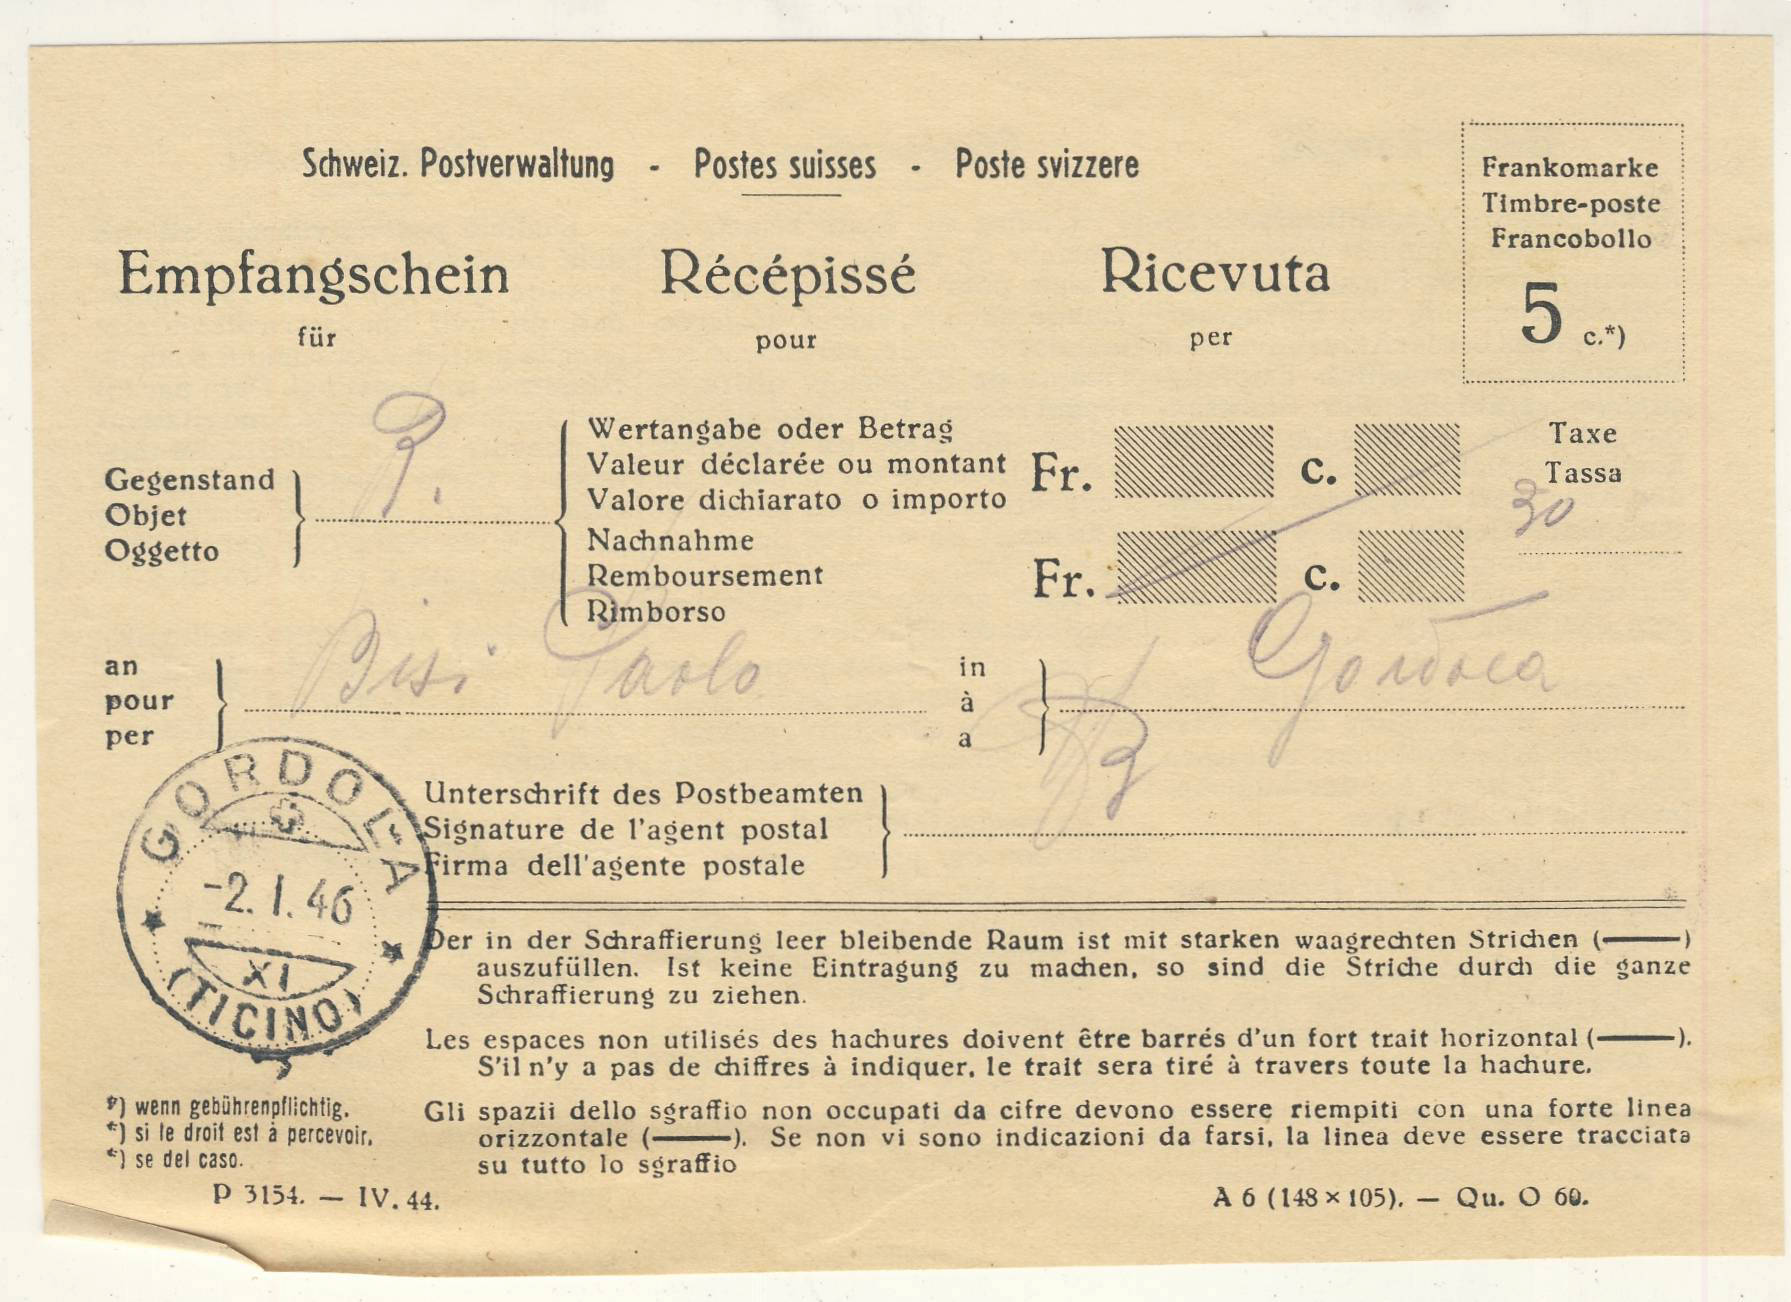 Schweiz. Postverwaltung - Postes suisses - Poste svizzere
Frankomarke
Timbre-poste
Francobollo
5 c.*)
Empfangschein Récépissé Ricevuta
für pour per
Gegenstand
Objet
Oggetto
R.
Wertangabe oder Betrag
Valeur déclarée ou montant
Valore dichiarato o importo
Fr. c.
Taxe
Tassa
30
Nachnahme
Remboursement
Rimborso
Fr. c.
an
pour
per
Bisi Paolo
in
à
a
Gordola
Unterschrift des Postbeamten
Signature de l'agent postal
Firma dell'agente postale
GORDOLA
-2. I. 46
XI
(TICINO)
Der in der Schraffierung leer bleibende Raum ist mit starken waagrechten Strichen (———)
auszufüllen. Ist keine Eintragung zu machen, so sind die Striche durch die ganze
Schraffierung zu ziehen.
Les espaces non utilisés des hachures doivent être barrés d'un fort trait horizontal (———).
S'il n'y a pas de chiffres à indiquer, le trait sera tiré à travers toute la hachure.
Gli spazii dello sgraffio non occupati da cifre devono essere riempiti con una forte linea
orizzontale (———). Se non vi sono indicazioni da farsi, la linea deve essere tracciata
su tutto lo sgraffio
*) wenn gebührenpflichtig.
*) si le droit est à percevoir.
*) se del caso.
P 3154. — IV. 44.
A 6 (148 × 105). — Qu. O 60.